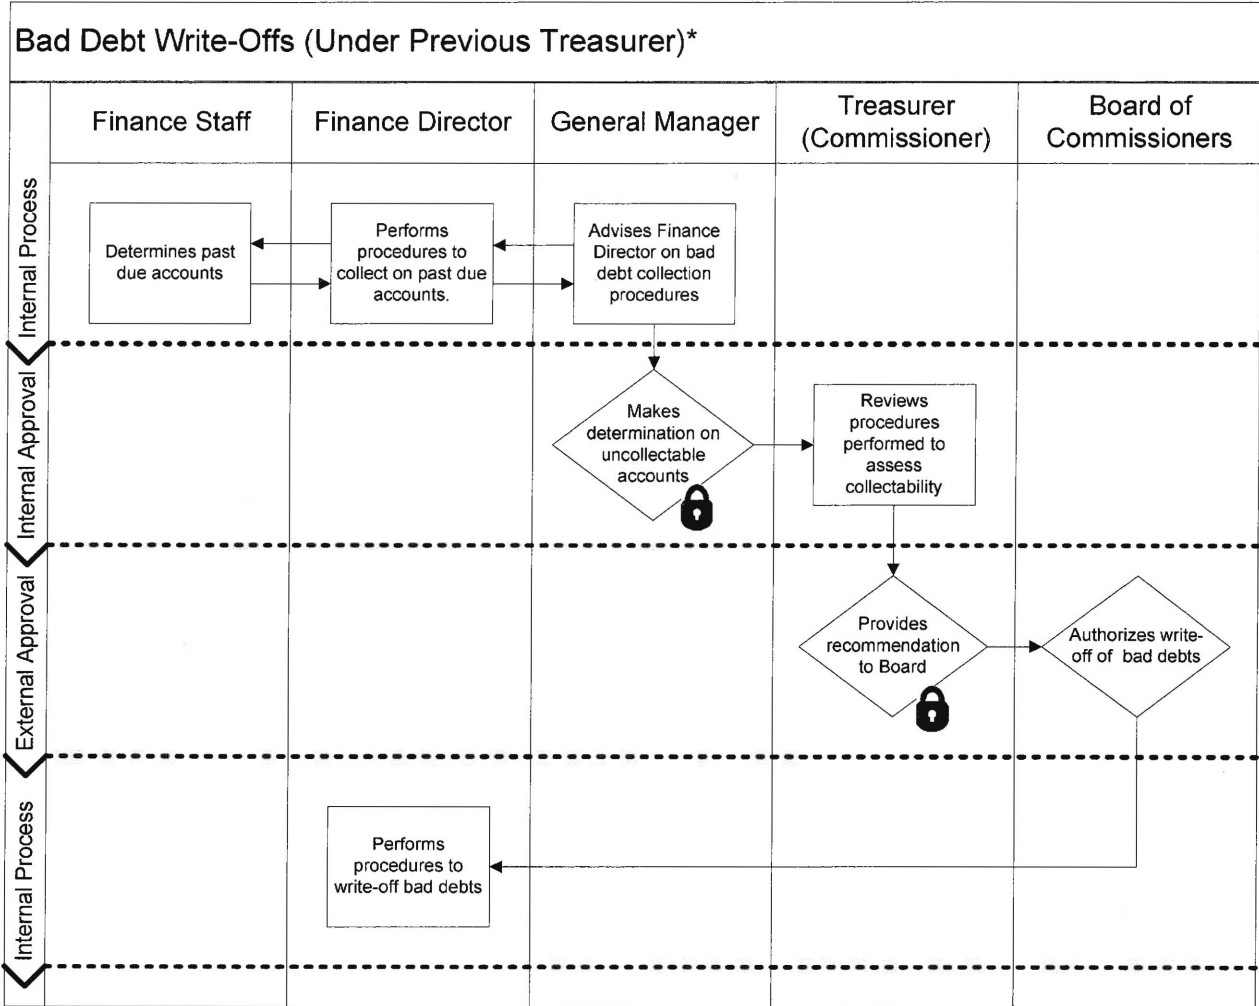 Bad Debt Write-Offs (Under Previous Treasurer)*
Finance Staff
Finance Director
General Manager
Treasurer
(Commissioner)
Board of
Commissioners
Internal Process
Determines past
due accounts
Performs
procedures to
collect on past due
accounts.
Advises Finance
Director on bad
debt collection
procedures
Internal Approval
Makes
determination on
uncollectable
accounts
Reviews
procedures
performed to
assess
collectability
External Approval
Provides
recommendation
to Board
Authorizes write-
off of bad debts
Internal Process
Performs
procedures to
write-off bad debts